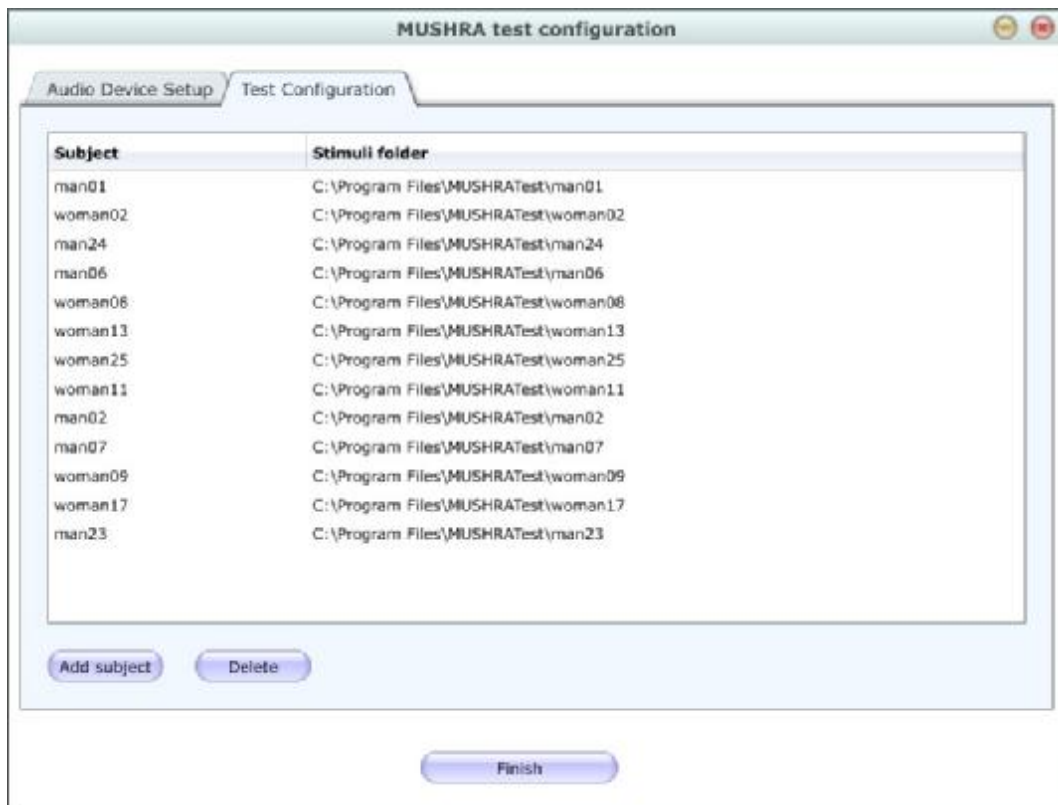 MUSHRA test configuration
Audio Device Setup Test Configuration
Subject Stimuli folder
man01 C:\Program Files\MUSHRATest\man01
woman02 C:\Program Files\MUSHRATest\woman02
man24 C:\Program Files\MUSHRATest\man24
man06 C:\Program Files\MUSHRATest\man06
woman08 C:\Program Files\MUSHRATest\woman08
woman13 C:\Program Files\MUSHRATest\woman13
woman25 C:\Program Files\MUSHRATest\woman25
woman11 C:\Program Files\MUSHRATest\woman11
man02 C:\Program Files\MUSHRATest\man02
man07 C:\Program Files\MUSHRATest\man07
woman09 C:\Program Files\MUSHRATest\woman09
woman17 C:\Program Files\MUSHRATest\woman17
man23 C:\Program Files\MUSHRATest\man23
Add subject Delete
Finish